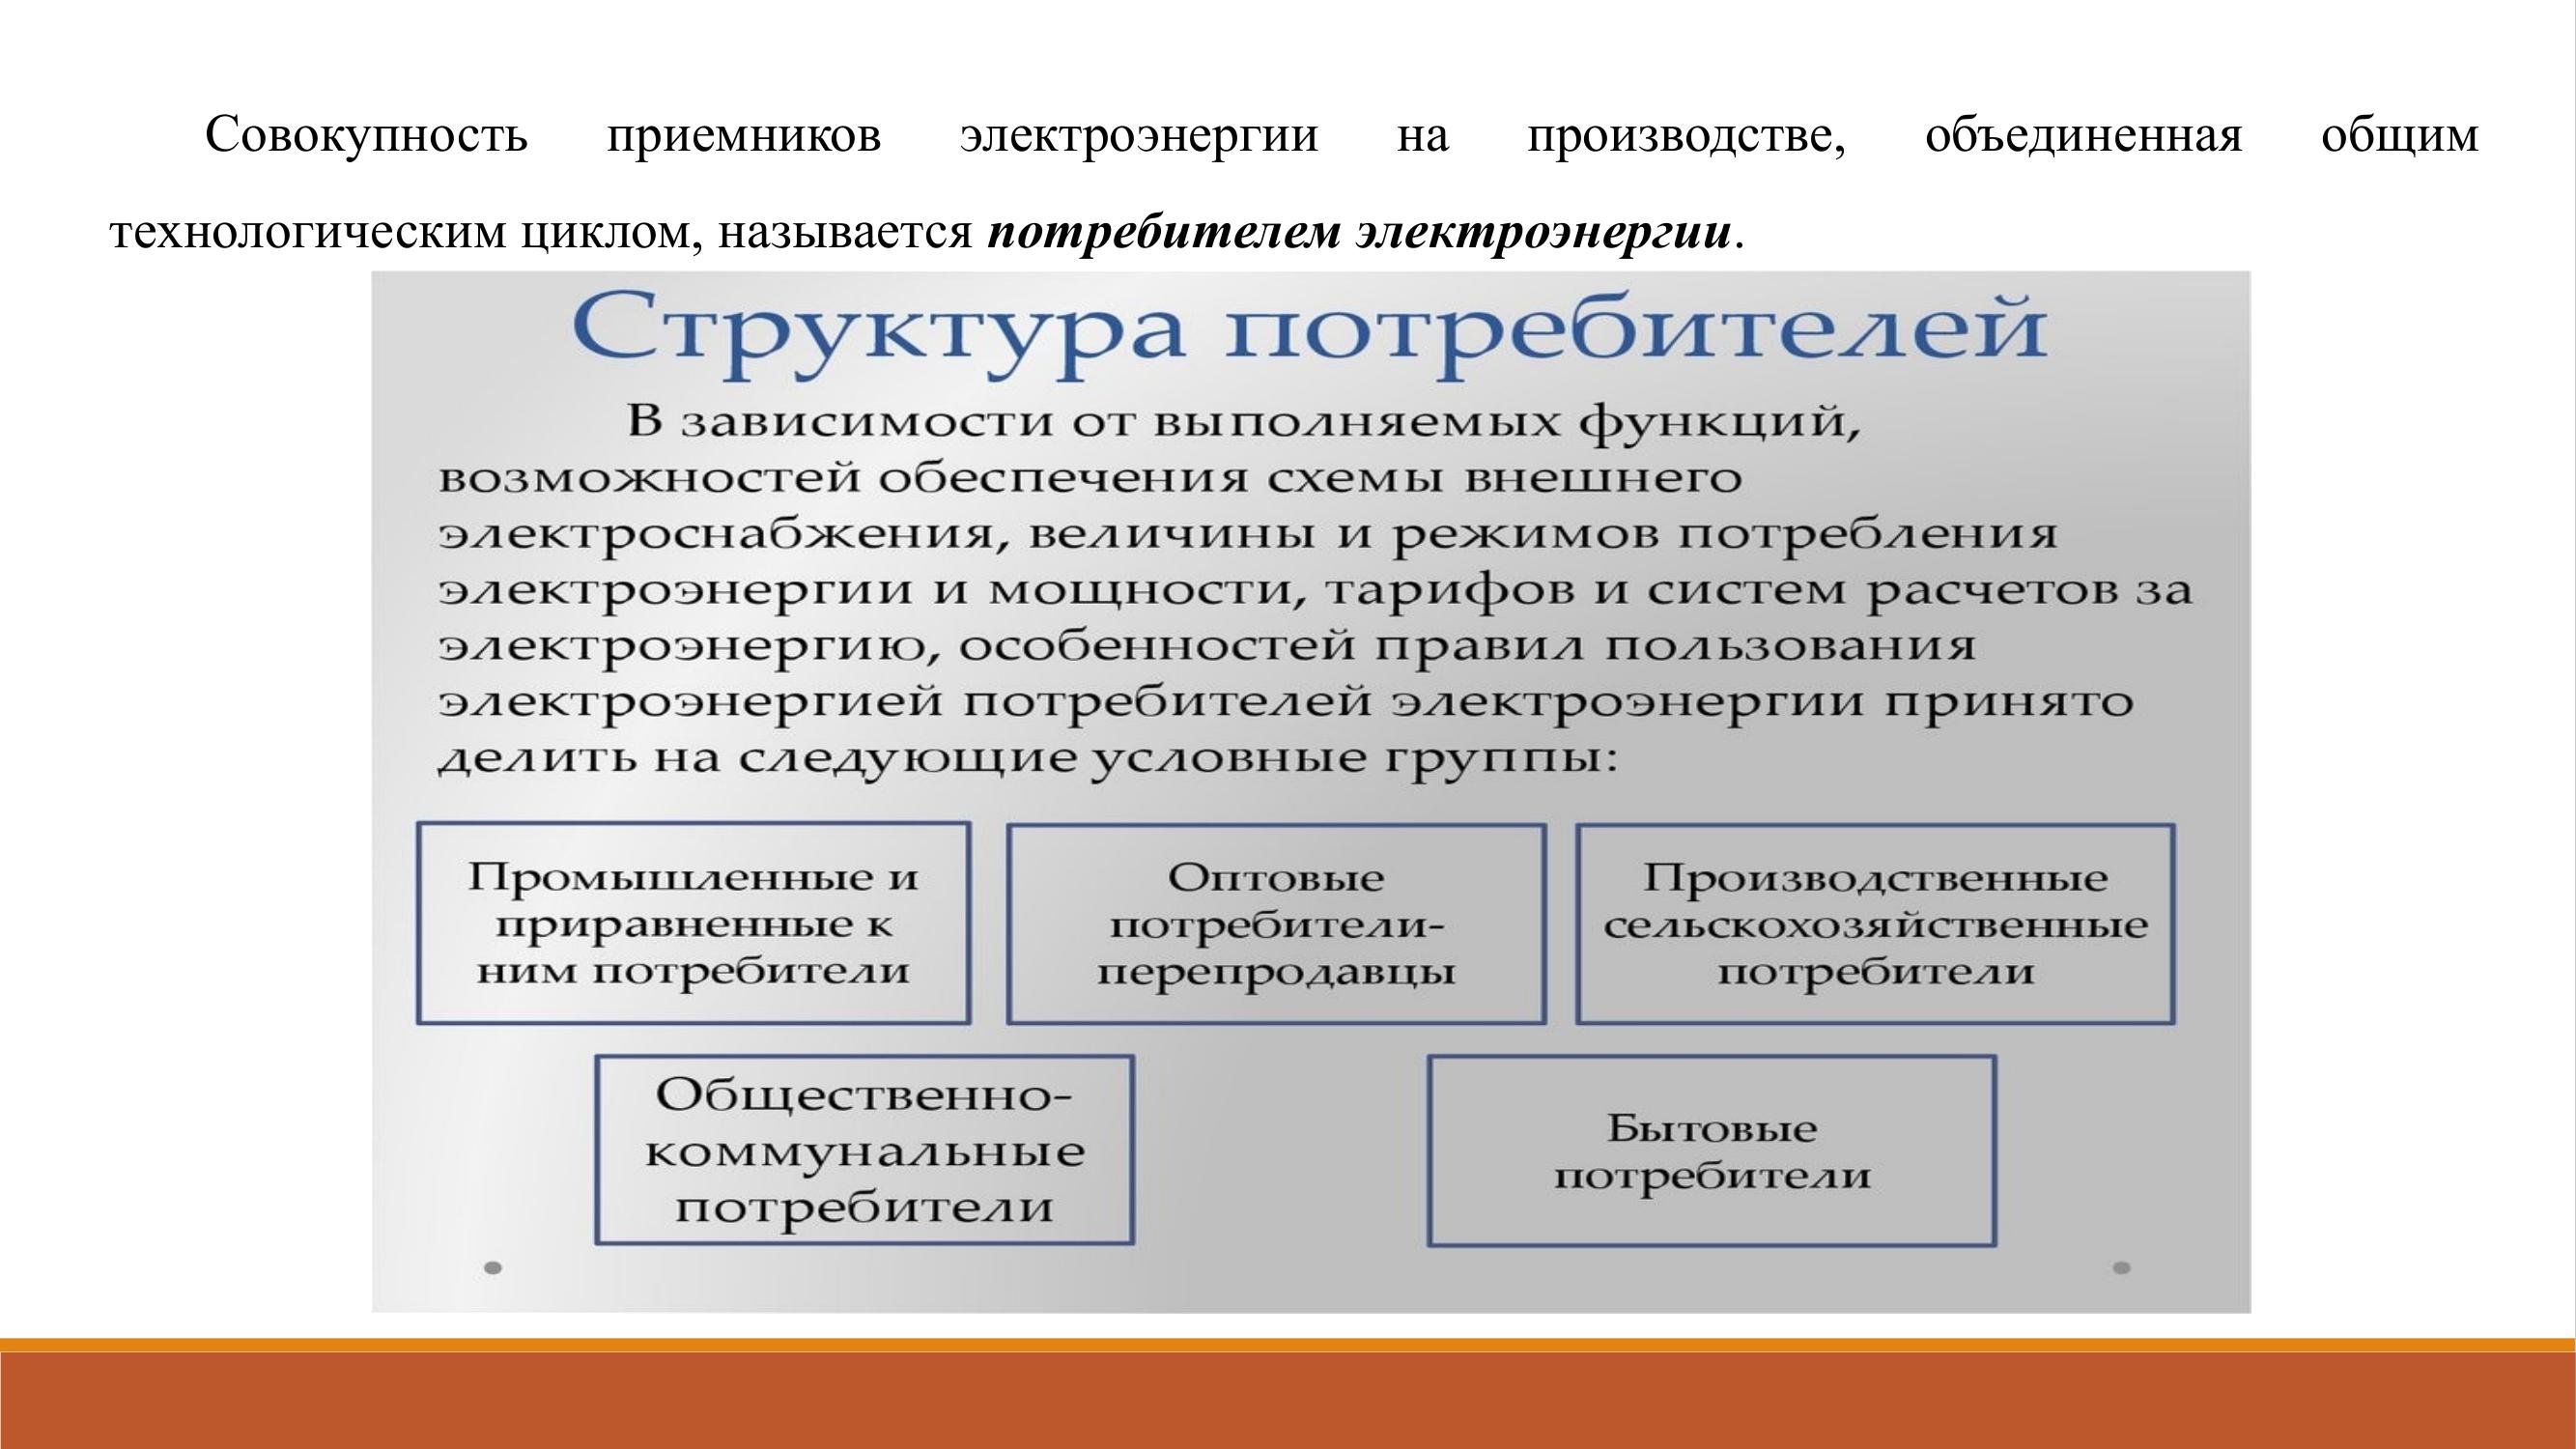 Совокупность приемников электроэнергии на производстве, объединенная общим
технологическим циклом, называется потребителем электроэнергии.
Структура потребителей
В зависимости от выполняемых функций,
возможностей обеспечения схемы внешнего
электроснабжения, величины и режимов потребления
электроэнергии и мощности, тарифов и систем расчетов за
электроэнергию, особенностей правил пользования
электроэнергией потребителей электроэнергии принято
делить на следующие условные группы:
Промышленные и
приравненные к
ним потребители
Оптовые
потребители-
перепродавцы
Производственные
сельскохозяйственные
потребители
Общественно-
коммунальные
потребители
Бытовые
потребители